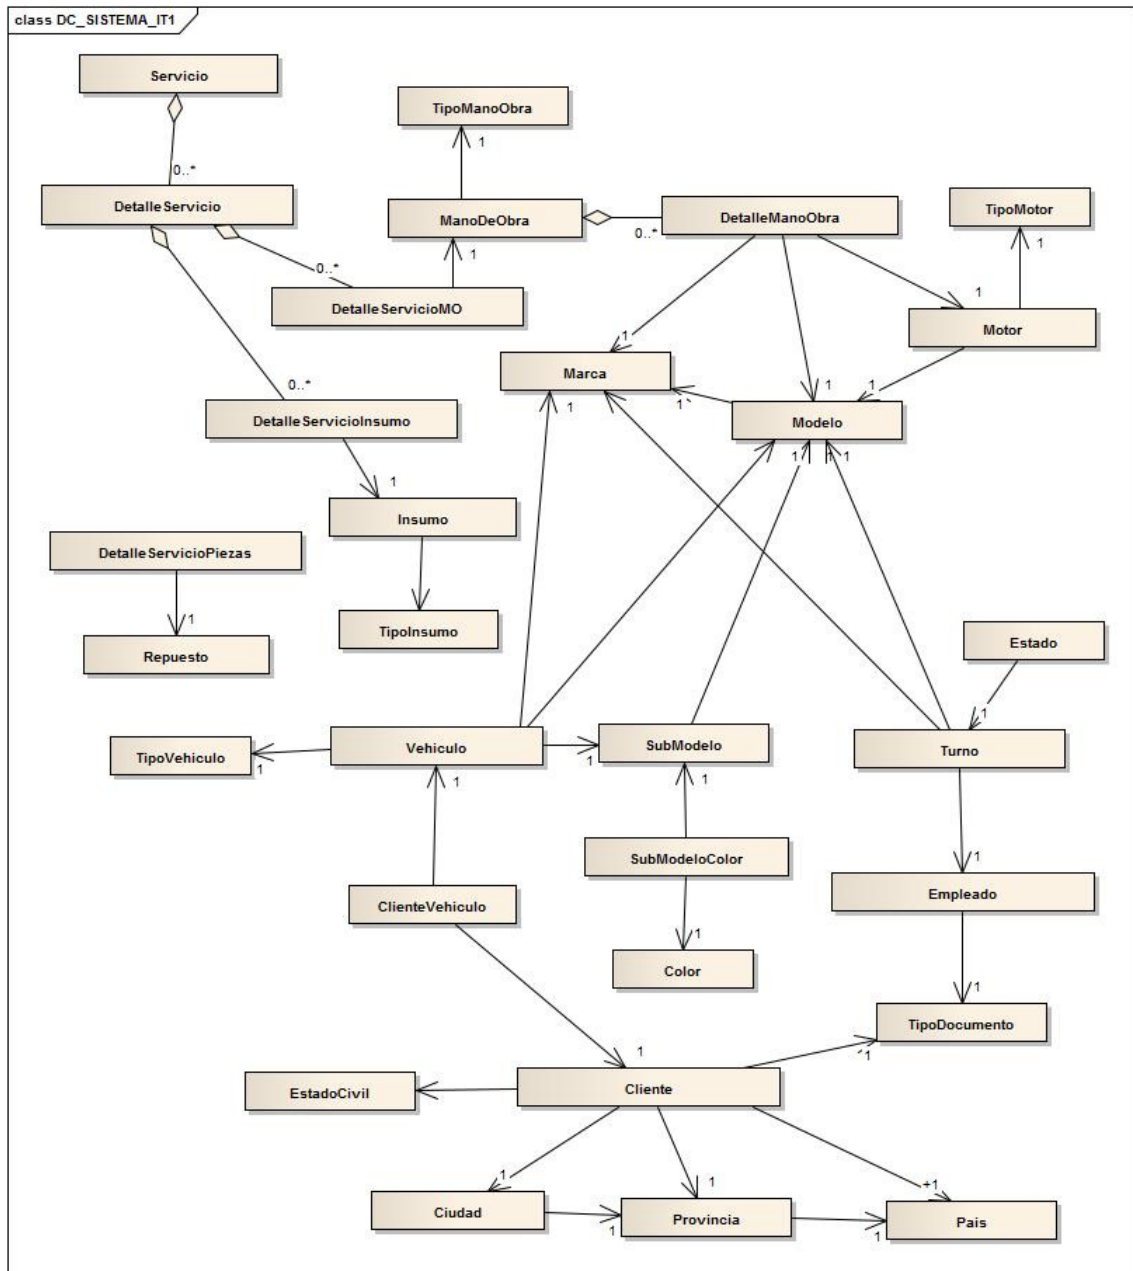 class DC_SISTEMA_IT1
Servicio
TipoManoObra
1
0..*
DetalleServicio
ManoDeObra
0..*
DetalleManoObra
TipoMotor
1
1
0..*
DetalleServicioMO
1
Motor
1
Marca
1
1
1
1`
0..*
Modelo
DetalleServicioInsumo
1
1
1
1
Insumo
DetalleServicioPiezas
1
TipoInsumo
Repuesto
Estado
1
TipoVehiculo
1
Vehiculo
1
SubModelo
Turno
1
1
SubModeloColor
1
Empleado
ClienteVehiculo
1
Color
1
TipoDocumento
1
´1
EstadoCivil
Cliente
1
1
+1
Ciudad
1
Provincia
1
Pais